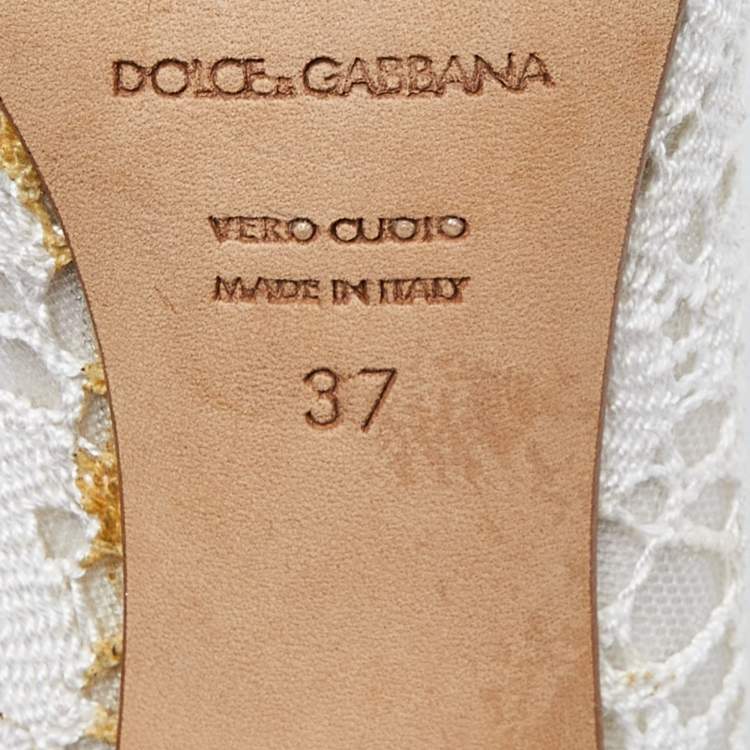 DOLCE & GABBANA
VERO CUOIO
MADE IN ITALY
37